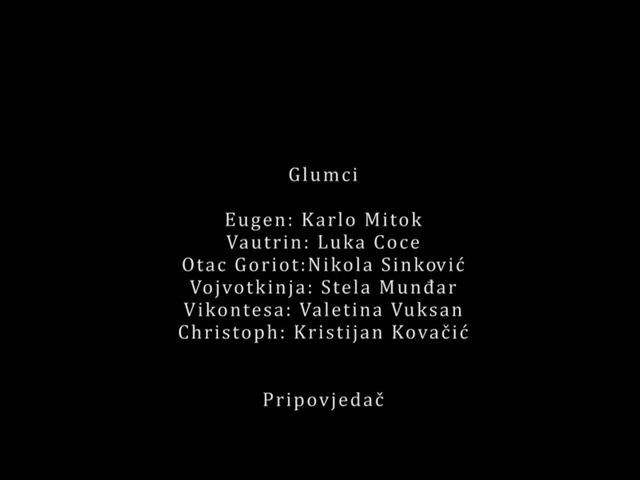 Glumci
Eugen: Karlo Mitok
Vautrin: Luka Coce
Otac Goriot:Nikola Sinković
Vojvotkinja: Stela Munđar
Vikontesa: Valetina Vuksan
Christoph: Kristijan Kovačić
Pripovjedač